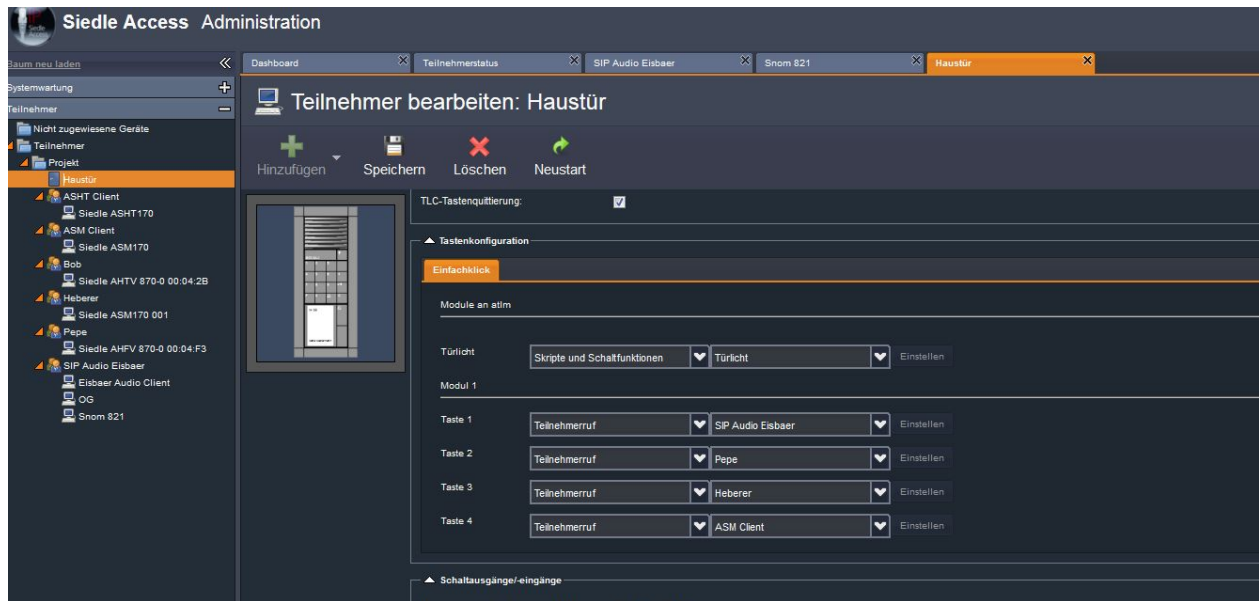 Siedle Access Administration
Baum neu laden
Systemwartung
Teilnehmer
Nicht zugewiesene Geräte
Teilnehmer
Projekt
Haustür
ASHT Client
Siedle ASHT170
ASM Client
Siedle ASM170
Bob
Siedle AHTV 870-0 00:04:2B
Heberer
Siedle ASM170 001
Pepe
Siedle AHFV 870-0 00:04:F3
SIP Audio Eisbaer
Eisbaer Audio Client
OG
Snom 821
Dashboard
Teilnehmerstatus
SIP Audio Eisbaer
Snom 821
Haustür
Teilnehmer bearbeiten: Haustür
Hinzufügen
Speichern
Löschen
Neustart
TLC-Tastenquittierung:
Tastenkonfiguration
Einfachklick
Module an atlm
Türlicht Skripte und Schaltfunktionen Türlicht Einstellen
Modul 1
Taste 1 Teilnehmerruf SIP Audio Eisbaer Einstellen
Taste 2 Teilnehmerruf Pepe Einstellen
Taste 3 Teilnehmerruf Heberer Einstellen
Taste 4 Teilnehmerruf ASM Client Einstellen
Schaltausgänge/-eingänge